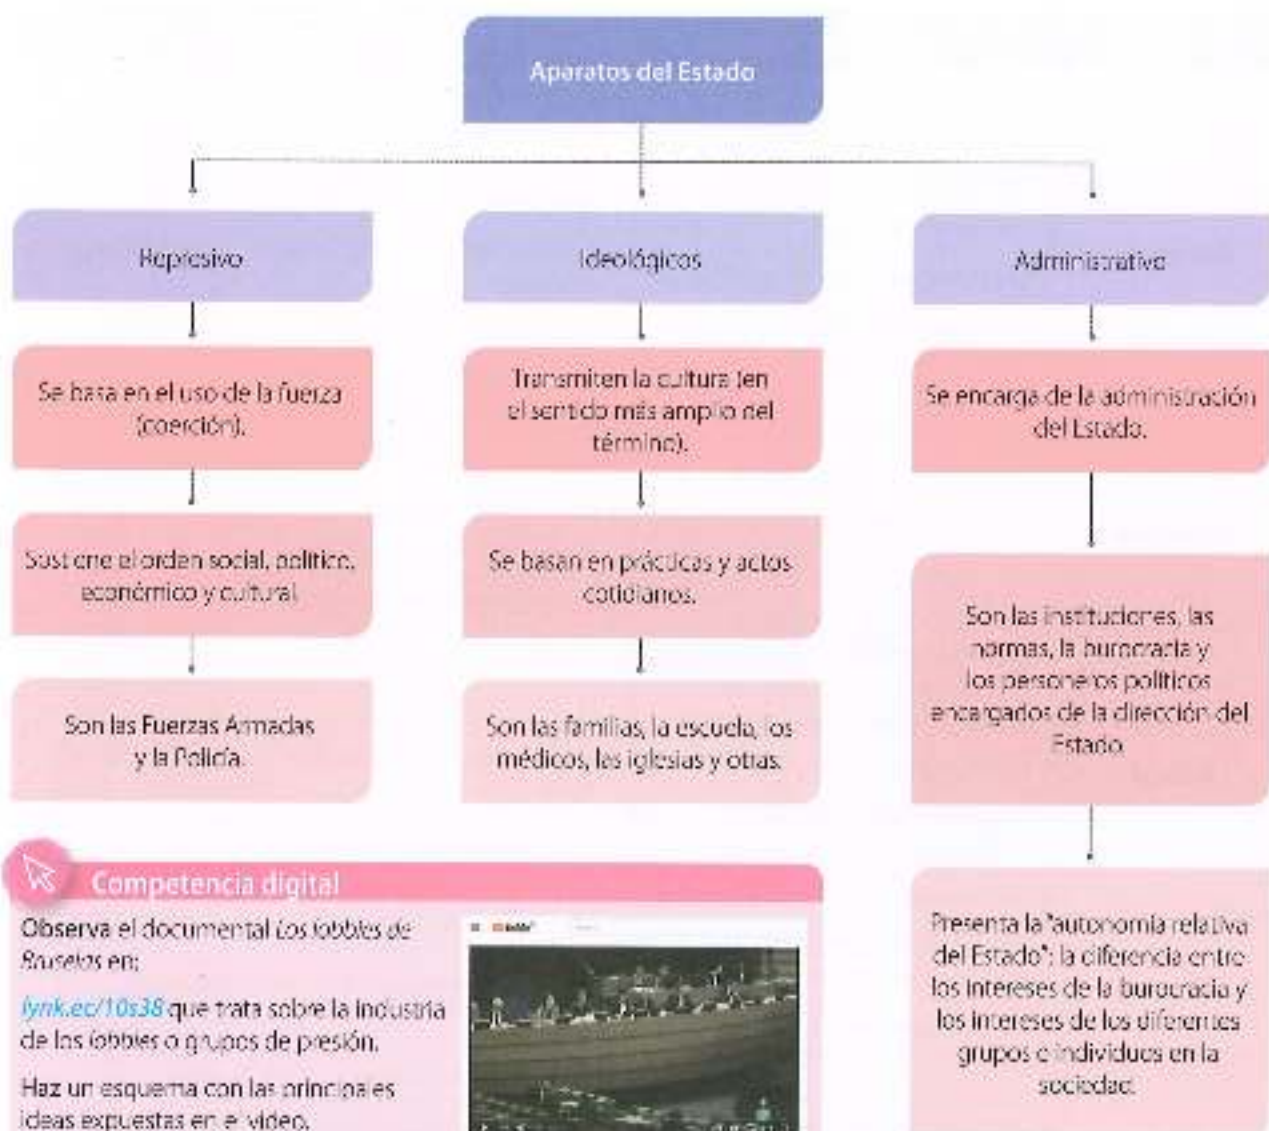 Aparatos del Estado
Represivo
Se basa en el uso de la fuerza
(coerción).
Sostiene el orden social, político,
económico y cultural.
Son las Fuerzas Armadas
y la Policía.
Ideológicos
Transmiten la cultura (en
el sentido más amplio del
término).
Se basan en prácticas y actos
cotidianos.
Son las familias, la escuela, los
médicos, las iglesias y otras.
Administrativo
Se encarga de la administración
del Estado.
Son las instituciones, las
normas, la burocracia y
los personeros políticos
encargados de la dirección del
Estado.
Presenta la "autonomía relativa
del Estado": la diferencia entre
los intereses de la burocracia y
los intereses de los diferentes
grupos e individuos en la
sociedad.
Competencia digital
Observa el documental Los lobbies de
Bruselas en:
lynk.ec/10s38 que trata sobre la industria
de los lobbies o grupos de presión.
Haz un esquema con las principales
ideas expuestas en el video.